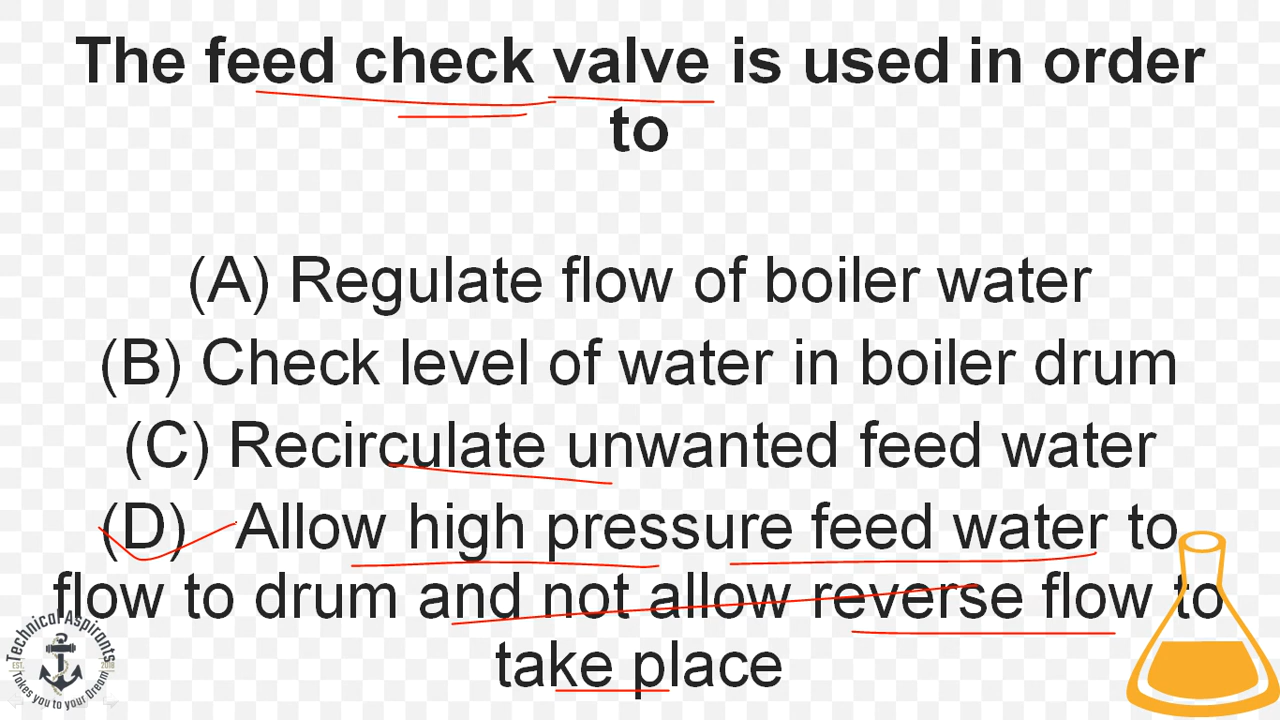 The feed check valve is used in order
to
(A) Regulate flow of boiler water
(B) Check level of water in boiler drum
(C) Recirculate unwanted feed water
(D) Allow high pressure feed water to
flow to drum and not allow reverse flow to
take place
Technical Aspirants
EST.
2018
Takes you to your Dream